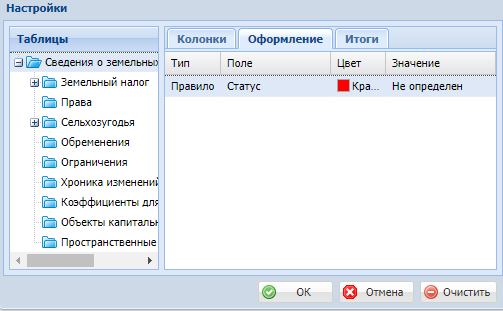 Настройки
Таблицы
Сведения о земельных
Земельный налог
Права
Сельхозугодья
Обременения
Ограничения
Хроника изменений
Коэффициенты для
Объекты капитальн
Пространственные
Колонки Оформление Итоги
Тип Поле Цвет Значение
Правило Статус Кра... Не определен
ОК Отмена Очистить